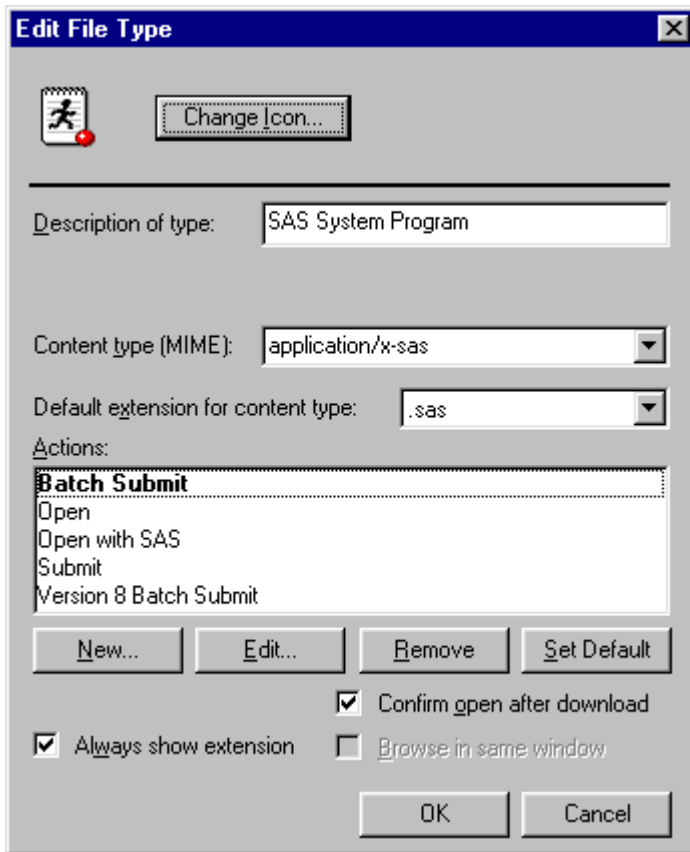 Edit File Type
Change Icon...
Description of type: SAS System Program
Content type (MIME): application/x-sas
Default extension for content type: .sas
Actions:
Batch Submit
Open
Open with SAS
Submit
Version 8 Batch Submit
New... Edit... Remove Set Default
Confirm open after download
Always show extension Browse in same window
OK Cancel